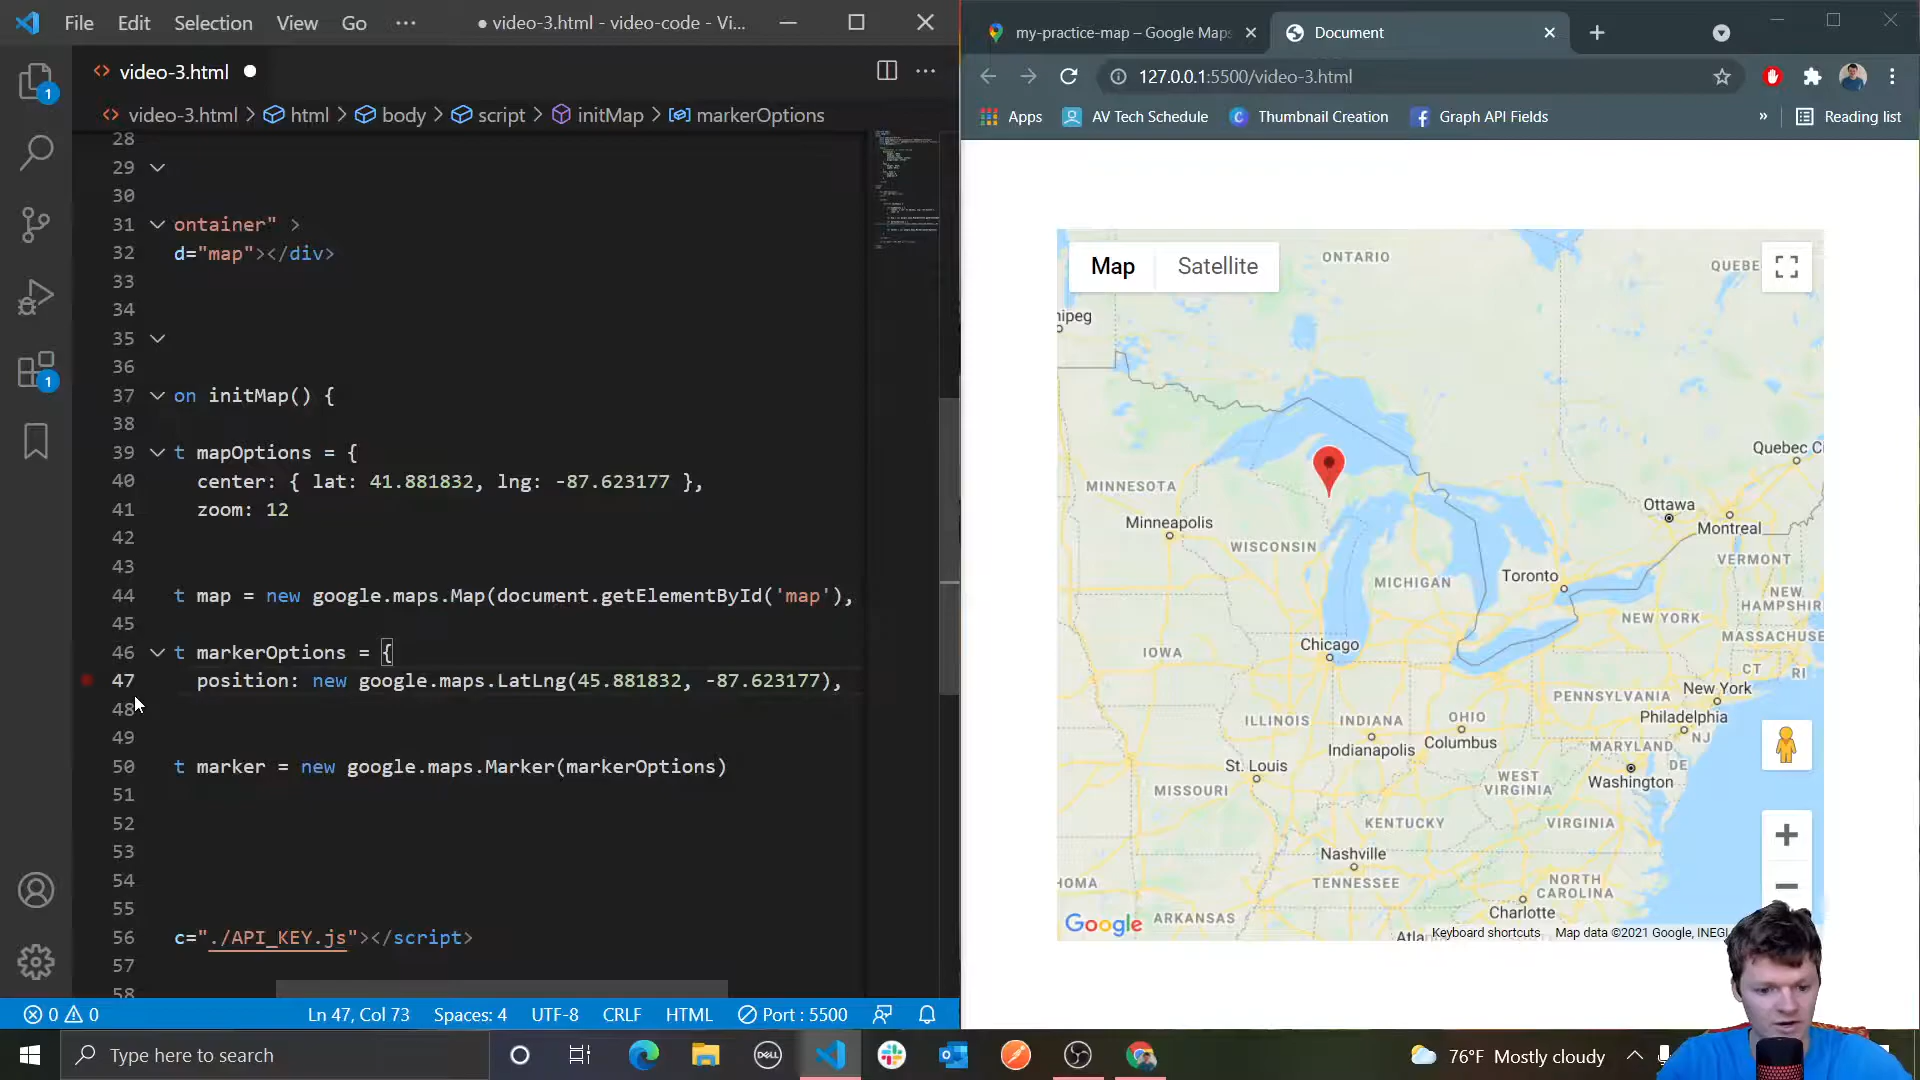 File Edit Selection View Go ···
● video-3.html - video-code - Vi...
video-3.html ●
video-3.html > html > body > script > initMap > markerOptions
28
29
30
31 ontainer" >
32 d="map"></div>
33
34
35
36
37 on initMap() {
38
39 t mapOptions = {
40 center: { lat: 41.881832, lng: -87.623177 },
41 zoom: 12
42
43
44 t map = new google.maps.Map(document.getElementById('map'),
45
46 t markerOptions = {
47 position: new google.maps.LatLng(45.881832, -87.623177),
48
49
50 t marker = new google.maps.Marker(markerOptions)
51
52
53
54
55
56 c="./API_KEY.js"></script>
57
58
1
1
0 0
Ln 47, Col 73 Spaces: 4 UTF-8 CRLF HTML Port : 5500
my-practice-map – Google Maps
Document
127.0.0.1:5500/video-3.html
Apps AV Tech Schedule Thumbnail Creation Graph API Fields » Reading list
Map Satellite
ONTARIO
QUEBE
nipeg
MINNESOTA
Minneapolis
WISCONSIN
MICHIGAN
Toronto
Ottawa
Montreal
Quebec C
VERMONT
NEW HAMPSHIR
NEW YORK
MASSACHUSE
CT RI
Chicago
IOWA
PENNSYLVANIA
New York
Philadelphia
NJ
ILLINOIS
INDIANA
OHIO
Indianapolis
Columbus
MARYLAND
DE
Washington
St. Louis
WEST VIRGINIA
MISSOURI
KENTUCKY
VIRGINIA
Nashville
TENNESSEE
NORTH CAROLINA
Charlotte
HOMA
ARKANSAS
Atla
Google
Keyboard shortcuts Map data ©2021 Google, INEGI
Type here to search
DELL
76°F Mostly cloudy